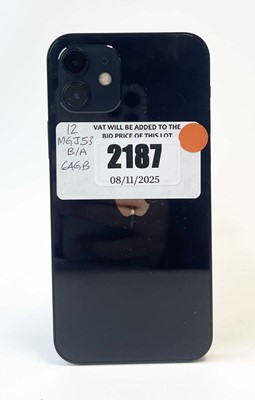 12
MGJ53
B/A
64GB
VAT WILL BE ADDED TO THE
BID PRICE OF THIS LOT
2187
08/11/2025